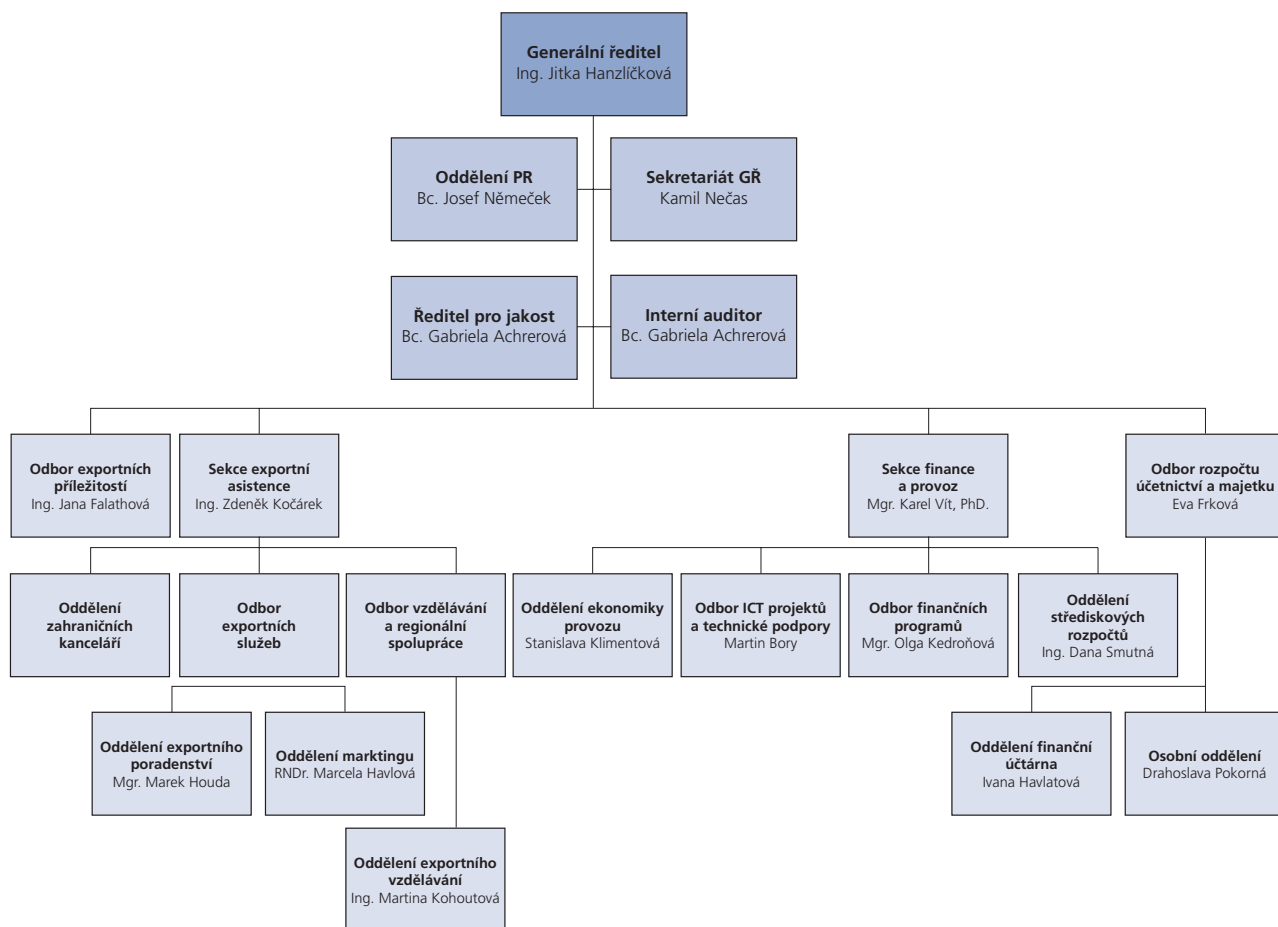 Generální ředitel
Ing. Jitka Hanzlíčková
Oddělení PR
Bc. Josef Němeček
Sekretariát GŘ
Kamil Nečas
Ředitel pro jakost
Bc. Gabriela Achrerová
Interní auditor
Bc. Gabriela Achrerová
Odbor exportních
příležitostí
Ing. Jana Falathová
Sekce exportní
asistence
Ing. Zdeněk Kočárek
Sekce finance
a provoz
Mgr. Karel Vít, PhD.
Odbor rozpočtu
účetnictví a majetku
Eva Frková
Oddělení
zahraničních
kanceláří
Odbor
exportních
služeb
Odbor vzdělávání
a regionální
spolupráce
Oddělení ekonomiky
provozu
Stanislava Klimentová
Odbor ICT projektů
a technické podpory
Martin Bory
Odbor finančních
programů
Mgr. Olga Kedroňová
Oddělení
střediskových
rozpočtů
Ing. Dana Smutná
Oddělení exportního
poradenství
Mgr. Marek Houda
Oddělení marktingu
RNDr. Marcela Havlová
Oddělení finanční
účtárna
Ivana Havlatová
Osobní oddělení
Drahoslava Pokorná
Oddělení exportního
vzdělávání
Ing. Martina Kohoutová